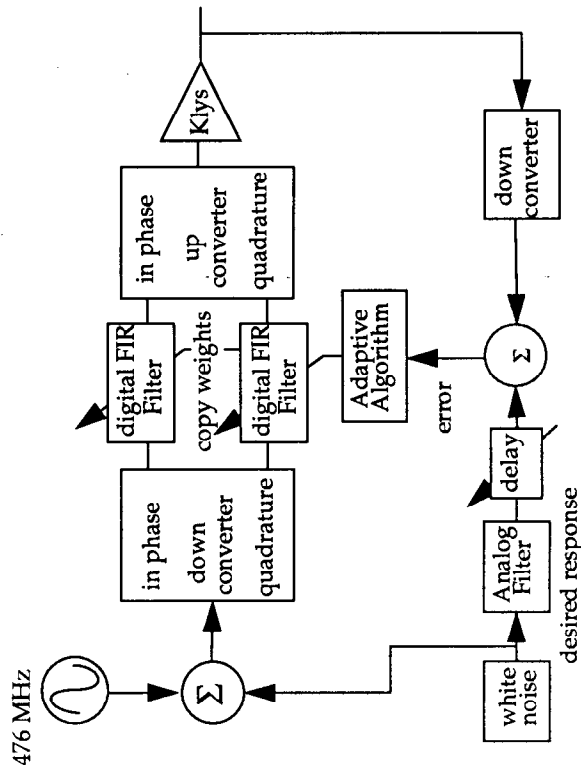 476 MHz
Σ
in phase
down
converter
quadrature
digital FIR
Filter
copy weights
digital FIR
Filter
in phase
up
converter
quadrature
Klys
Adaptive
Algorithm
error
white
noise
Analog
Filter
delay
Σ
down
converter
desired response